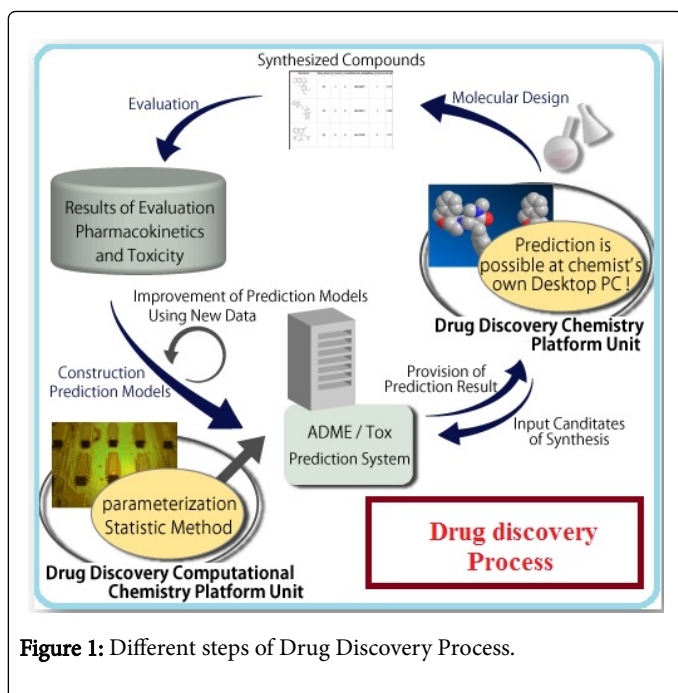 Synthesized Compounds
Evaluation
Molecular Design
Results of Evaluation
Pharmacokinetics
and Toxicity
Prediction is
possible at chemist's
own Desktop PC !
Drug Discovery Chemistry
Platform Unit
Improvement of Prediction Models
Using New Data
Construction
Prediction Models
Provision of
Prediction Result
Input Canditates
of Synthesis
ADME / Tox
Prediction System
parameterization
Statistic Method
Drug Discovery Computational
Chemistry Platform Unit
Drug discovery
Process
Figure 1: Different steps of Drug Discovery Process.